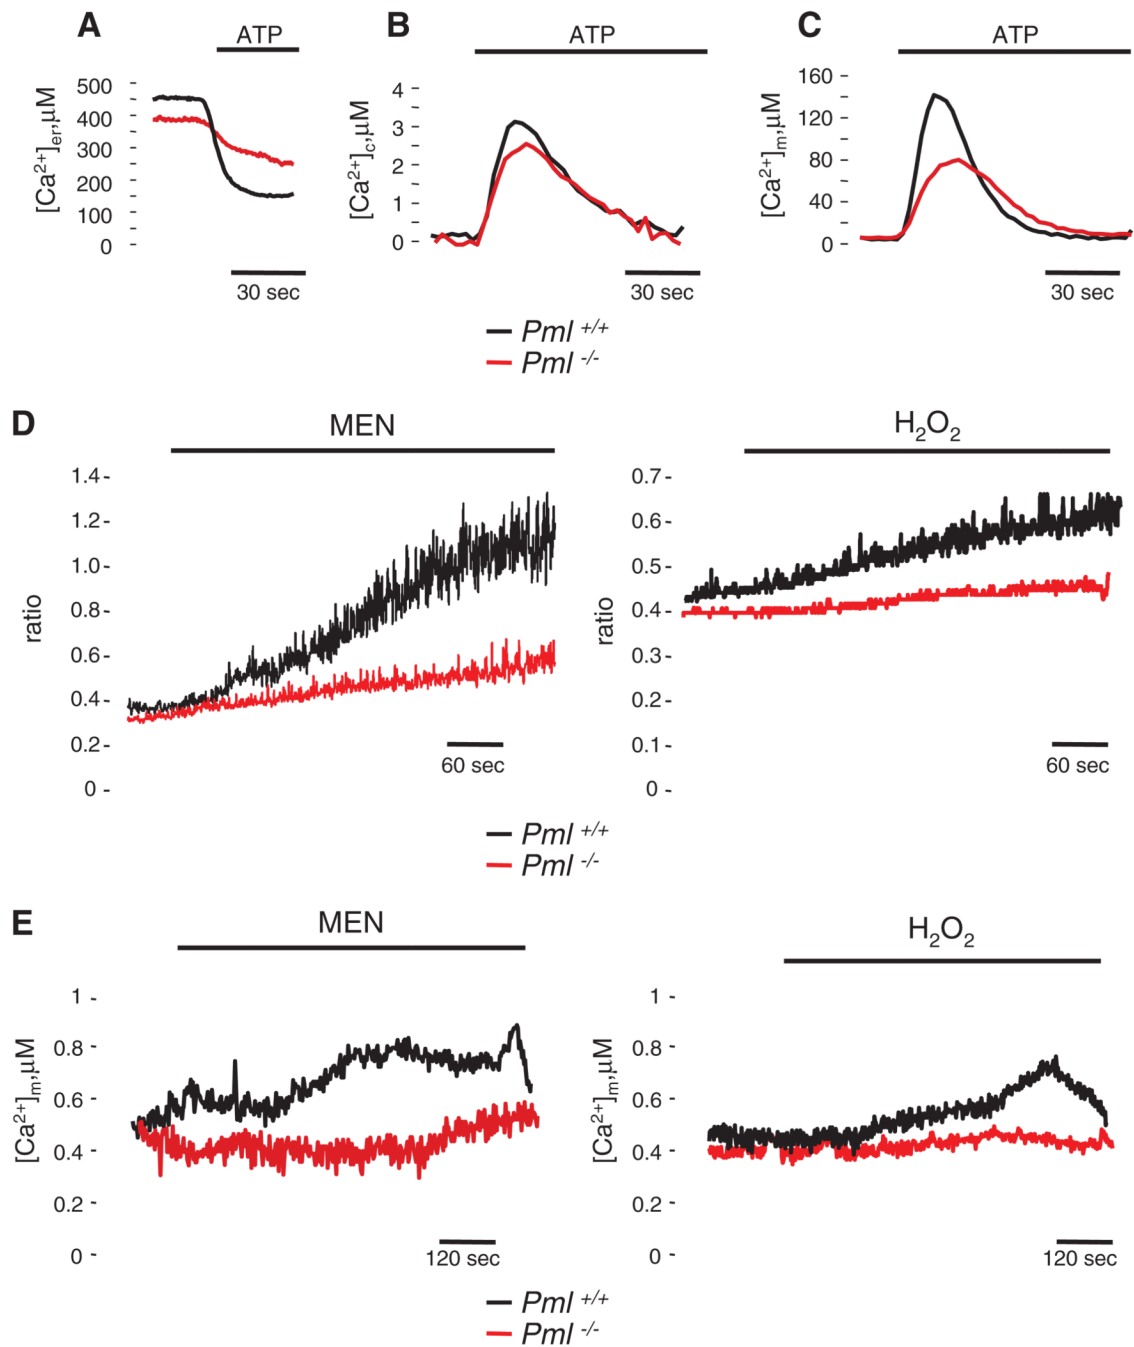 A
ATP
[Ca²⁺]er,µM
500
400
300
200
100
0
30 sec
B
ATP
[Ca²⁺]c,µM
4
3
2
1
0
30 sec
C
ATP
[Ca²⁺]m,µM
160
120
80
40
0
30 sec
Pml +/+
Pml -/-
D
MEN
ratio
1.4
1.2
1.0
0.8
0.6
0.4
0.2
0
60 sec
H₂O₂
ratio
0.7
0.6
0.5
0.4
0.3
0.2
0.1
0
60 sec
Pml +/+
Pml -/-
E
MEN
[Ca²⁺]m,µM
1
0.8
0.6
0.4
0.2
0
120 sec
H₂O₂
[Ca²⁺]m,µM
1
0.8
0.6
0.4
0.2
0
120 sec
Pml +/+
Pml -/-